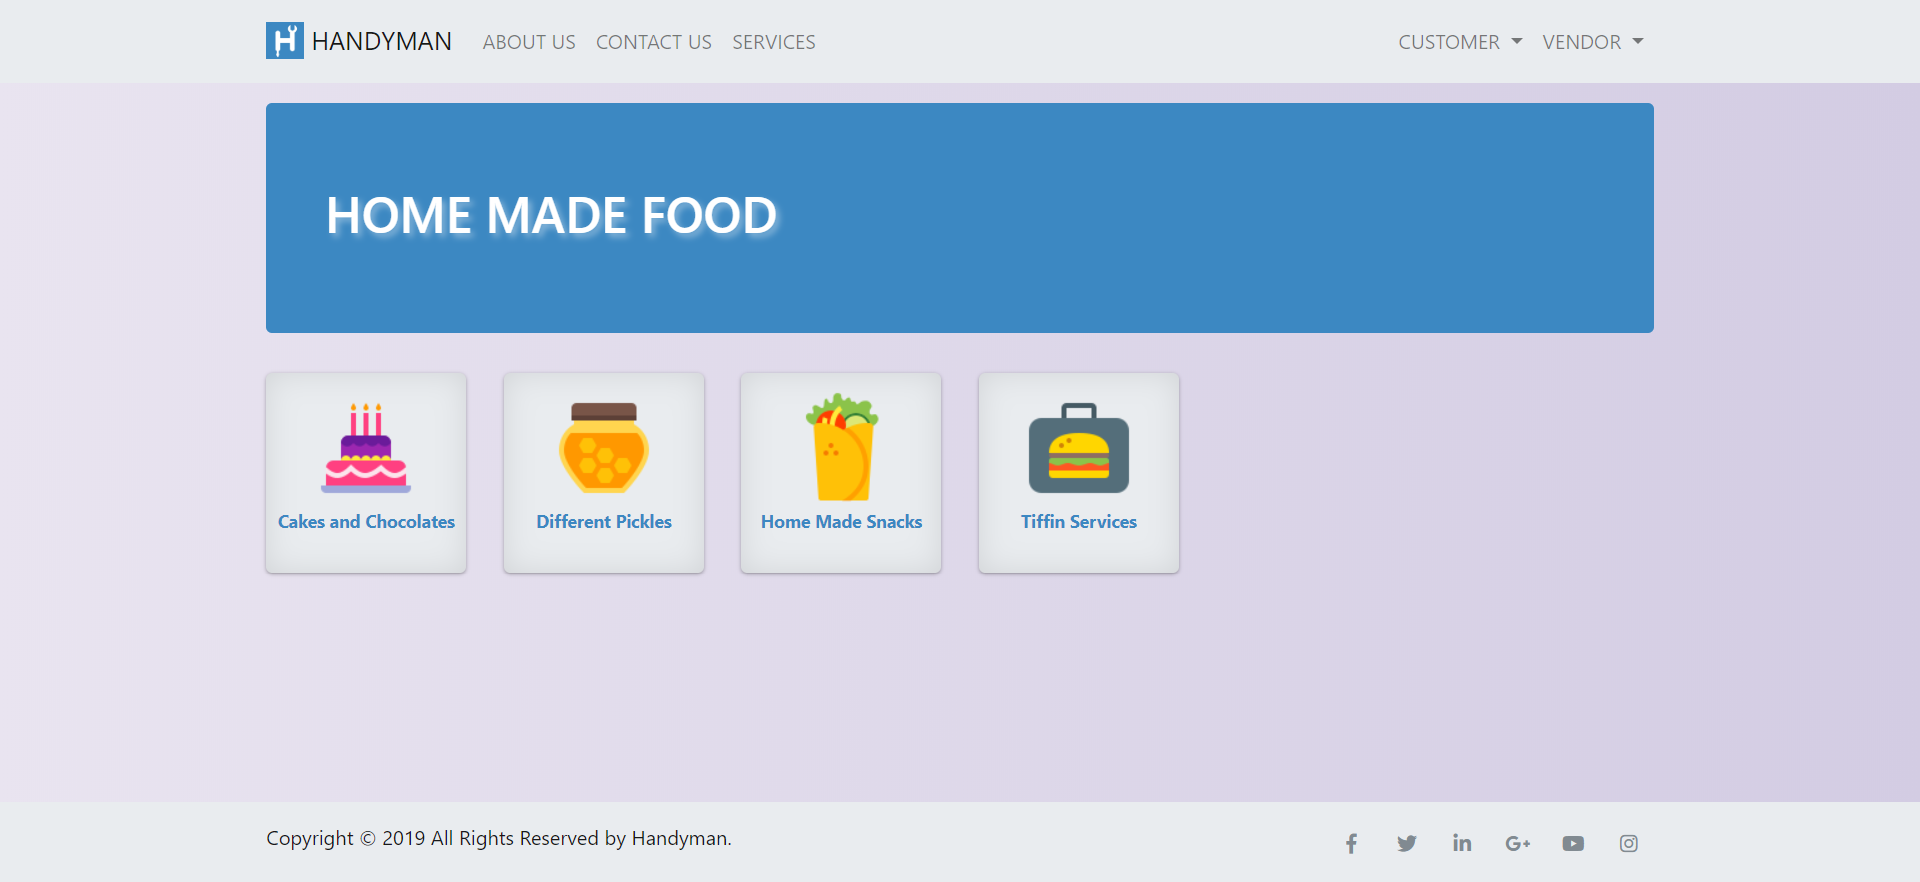 HANDYMAN ABOUT US CONTACT US SERVICES CUSTOMER VENDOR
HOME MADE FOOD
Cakes and Chocolates
Different Pickles
Home Made Snacks
Tiffin Services
Copyright © 2019 All Rights Reserved by Handyman.